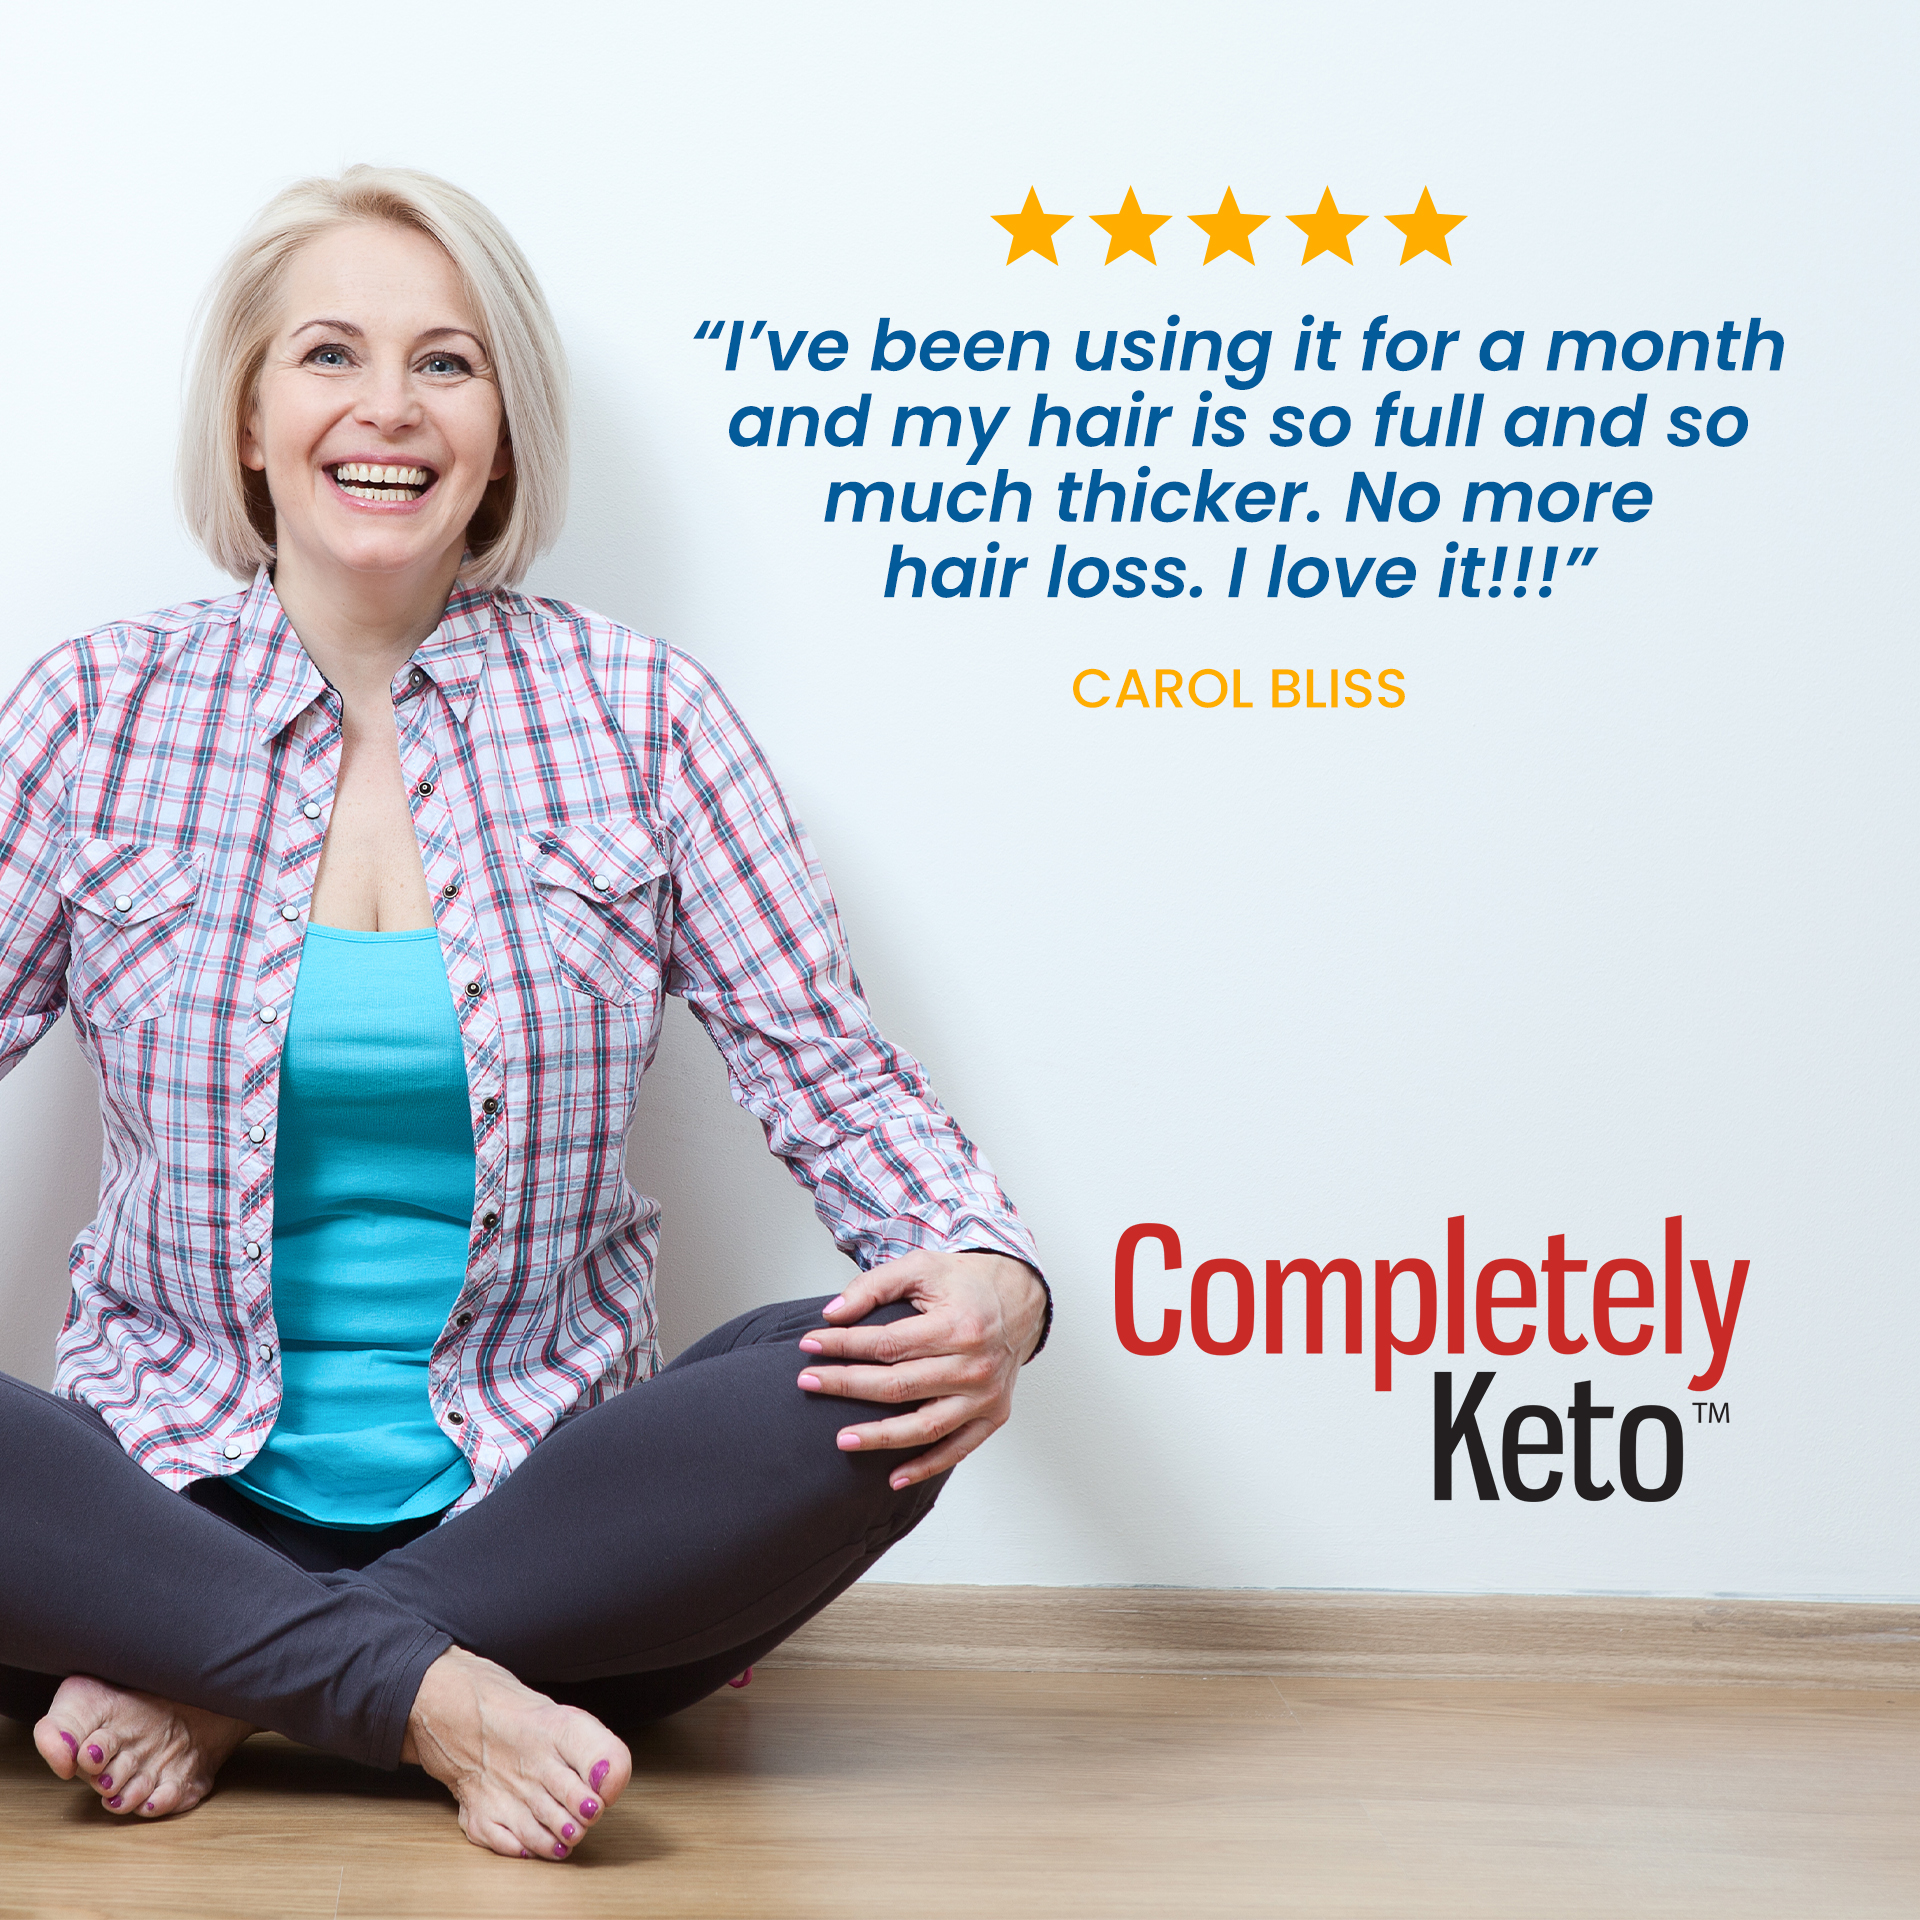 “I’ve been using it for a month
and my hair is so full and so
much thicker. No more
hair loss. I love it!!!”
CAROL BLISS
Completely
Keto™